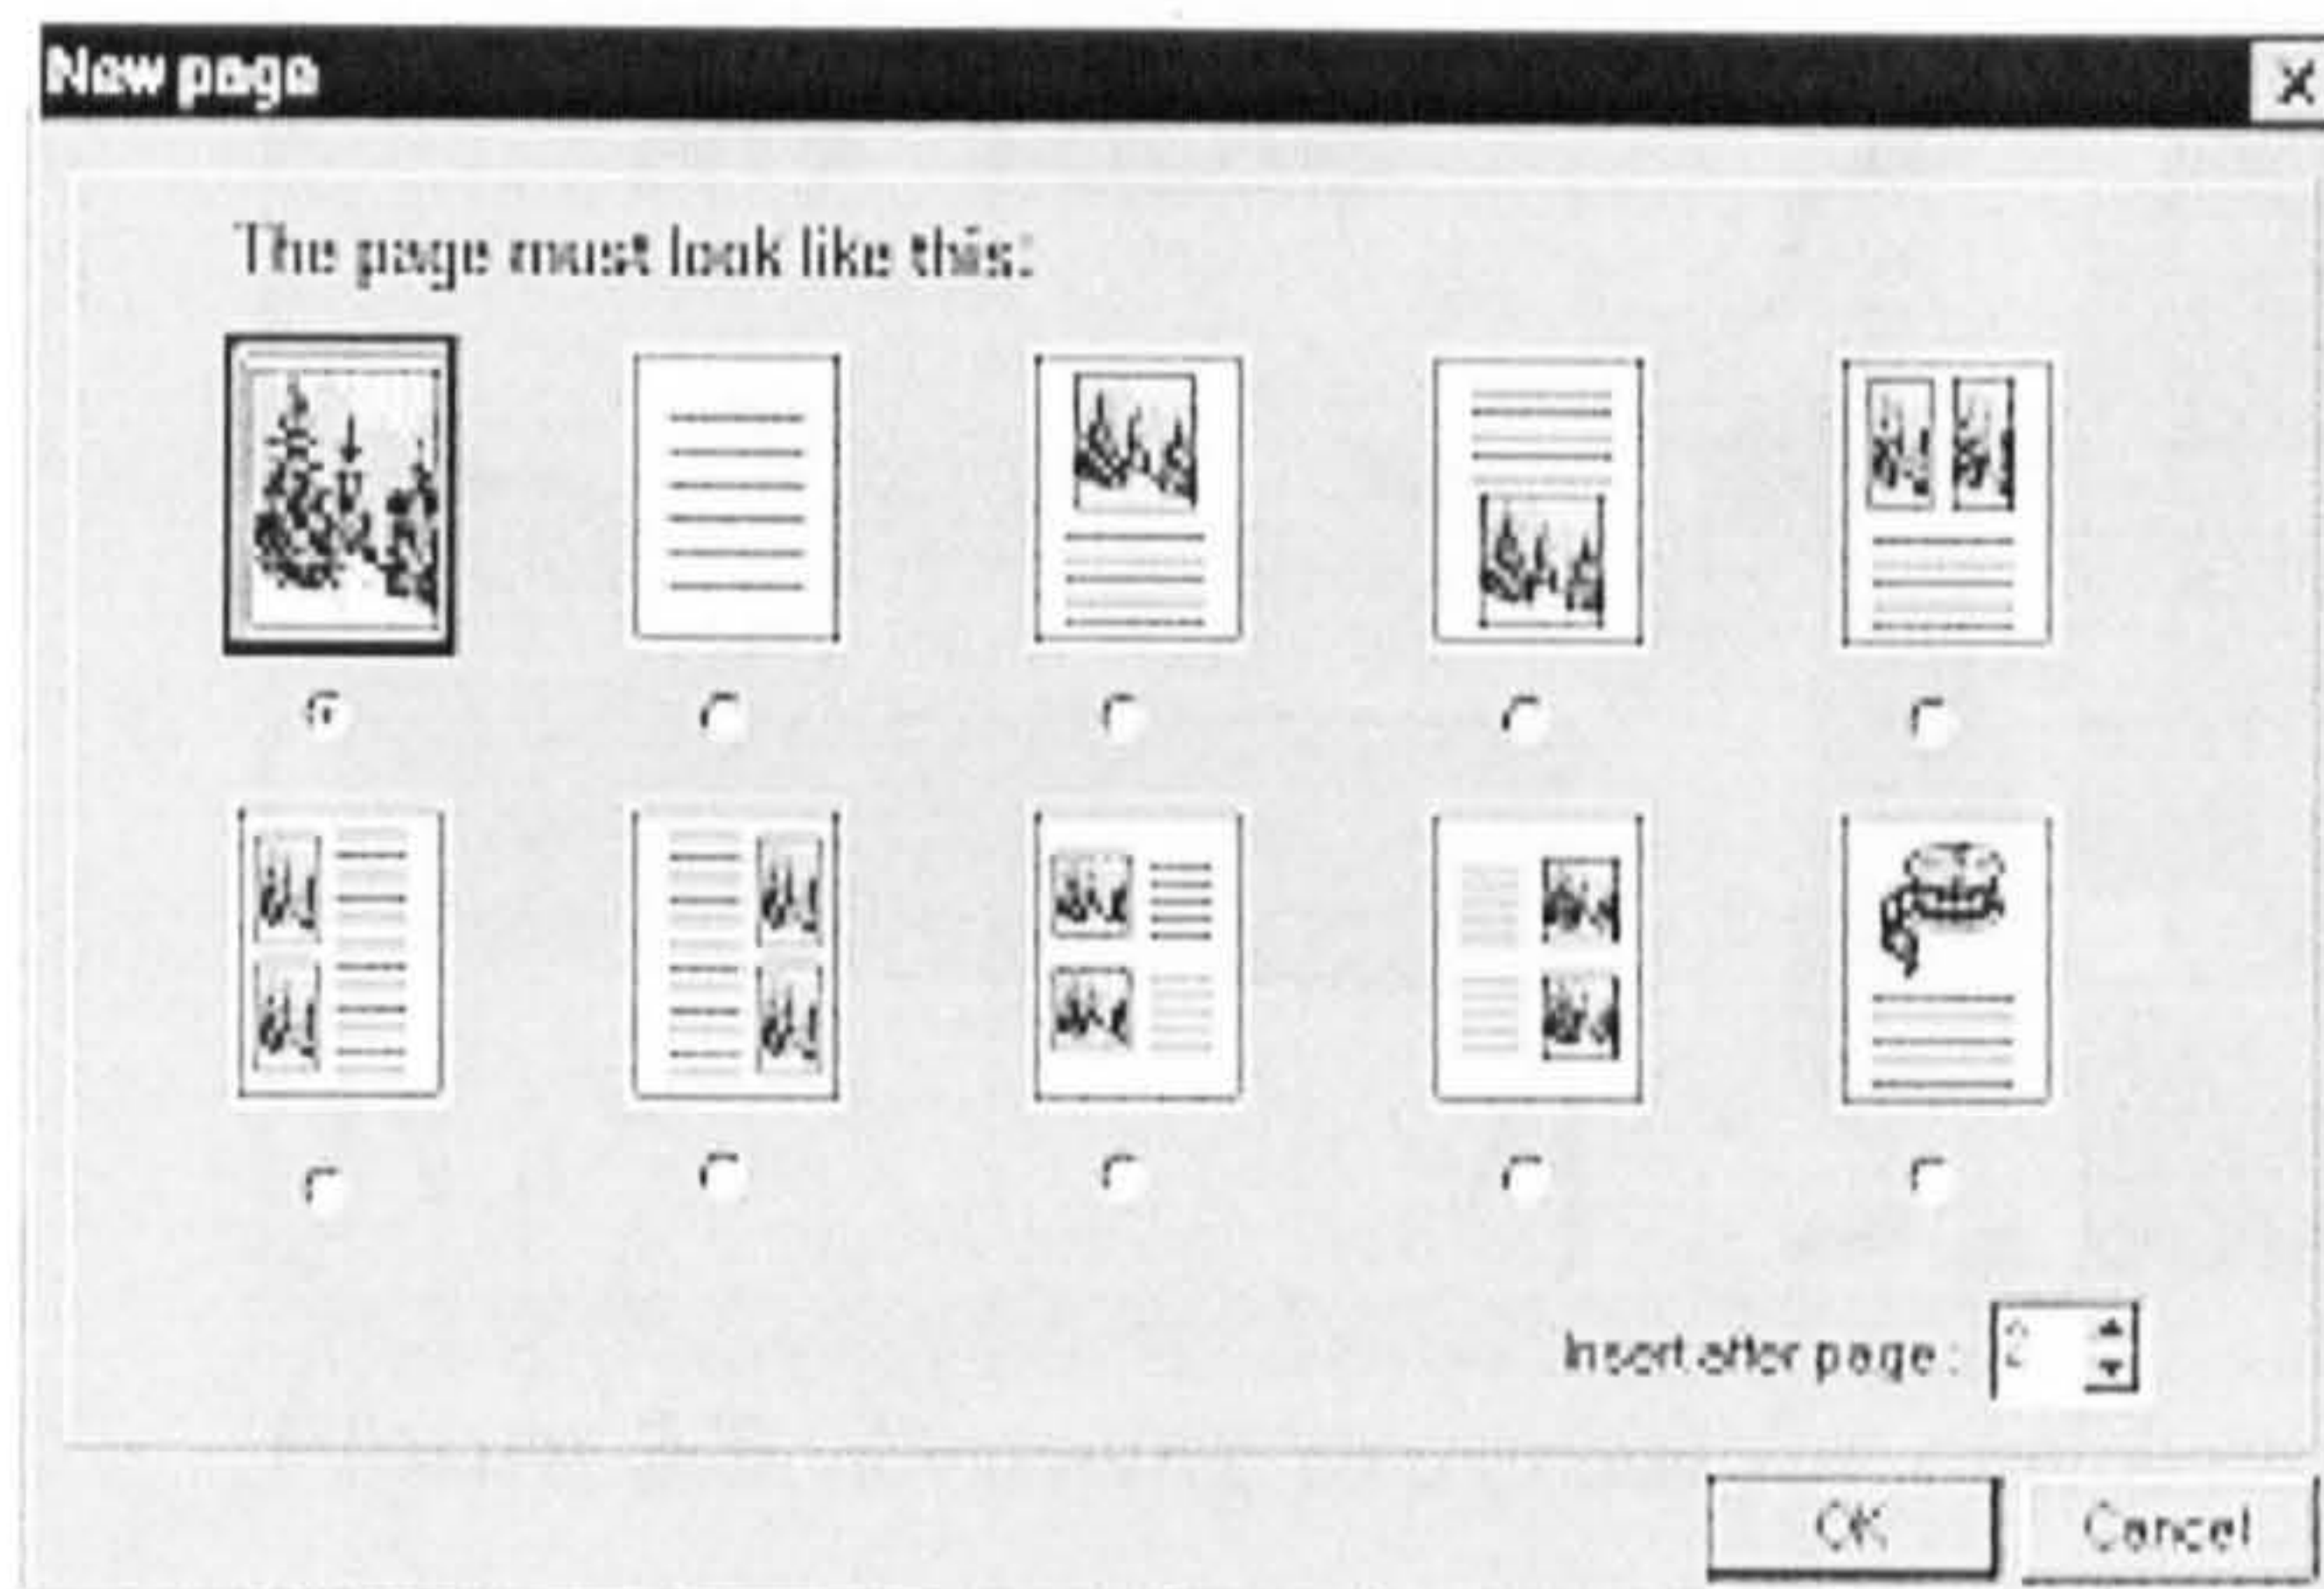 New page
The page must look like this:
Insert after page:
OK
Cancel